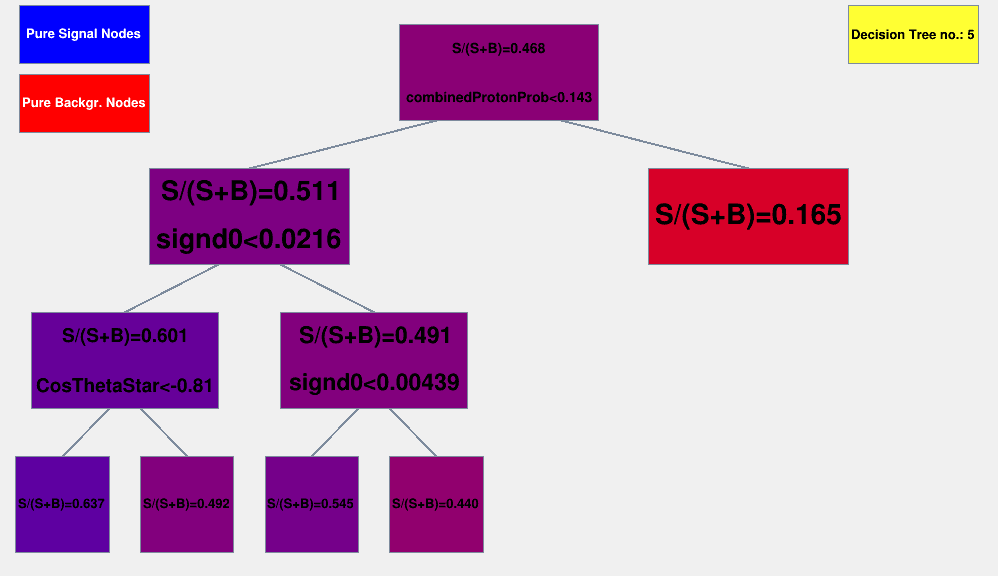 Pure Signal Nodes
Pure Backgr. Nodes
Decision Tree no.: 5
S/(S+B)=0.468
combinedProtonProb<0.143
S/(S+B)=0.511
signd0<0.0216
S/(S+B)=0.165
S/(S+B)=0.601
CosThetaStar<-0.81
S/(S+B)=0.491
signd0<0.00439
S/(S+B)=0.637
S/(S+B)=0.492
S/(S+B)=0.545
S/(S+B)=0.440